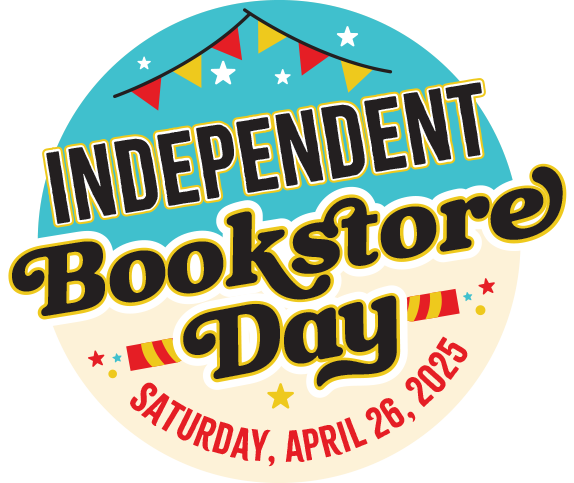 INDEPENDENT
Bookstore
Day
SATURDAY, APRIL 26, 2025